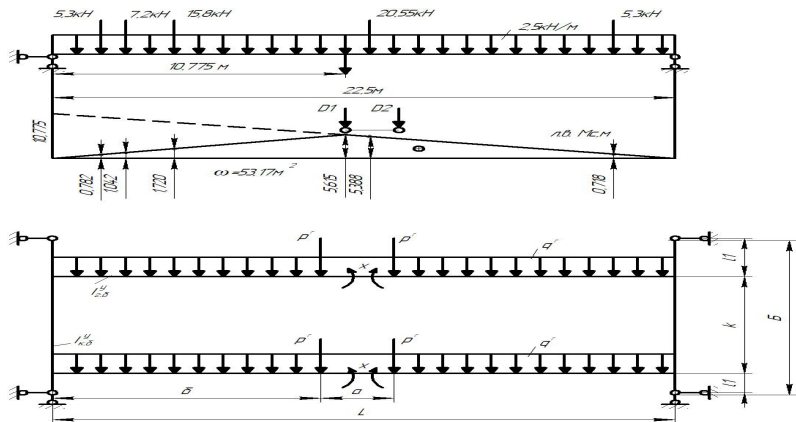 5.3кН 7.2кН 15.8кН 20.55кН 5.3кН
2.5кН/м
10.775 м
22.5м
D1 D2
л.в. Mc.м
10,775
ω=53.17м²
0.782 1.042 1.720 5.615 5.388 0.718
p' p' q'
x
I г.б y
l1
I к.б y
p' p' q'
x
k
Б
l1
б a
L